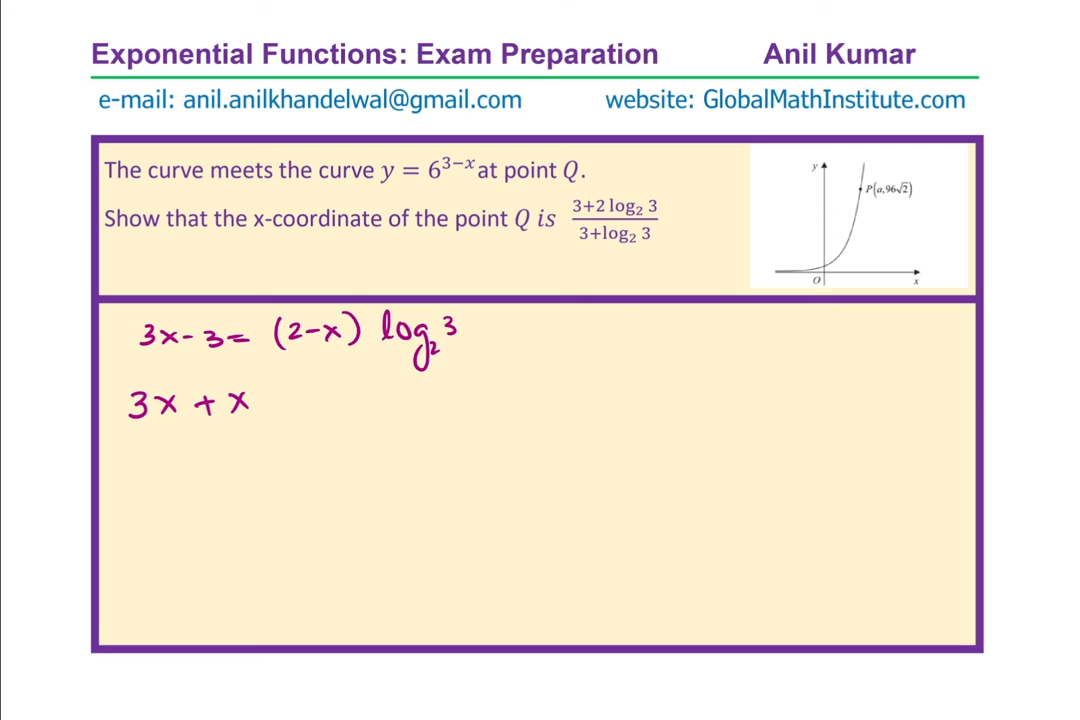 Exponential Functions: Exam Preparation Anil Kumar
e-mail: anil.anilkhandelwal@gmail.com website: GlobalMathInstitute.com
The curve meets the curve y = 6^{3−x} at point Q.
Show that the x-coordinate of the point Q is \frac{3+2 log₂ 3}{3+log₂ 3}
y
P(a,96√2)
O
x
3x - 3 = (2-x) log₂ 3
3x + x